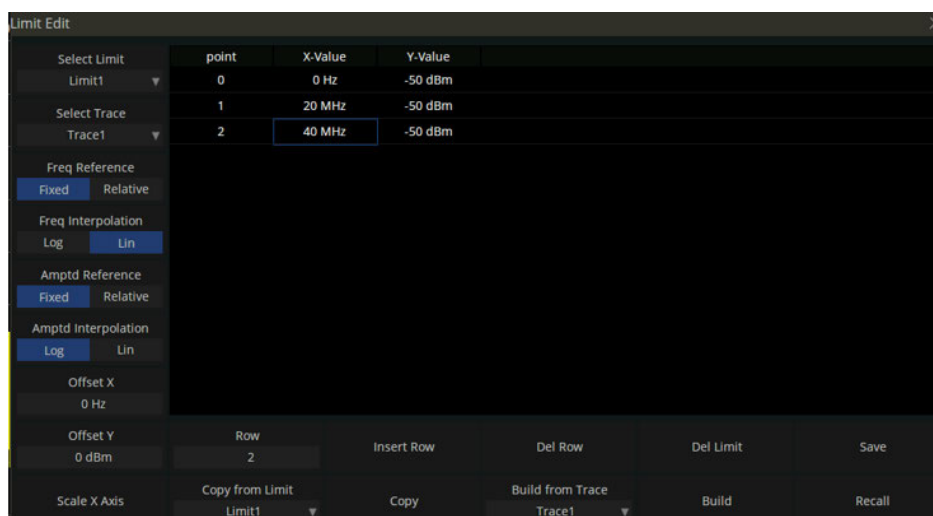 Limit Edit
Select Limit
Limit1
Select Trace
Trace1
Freq Reference
Fixed Relative
Freq Interpolation
Log Lin
Amptd Reference
Fixed Relative
Amptd Interpolation
Log Lin
Offset X
0 Hz
Offset Y
0 dBm
Scale X Axis
point X-Value Y-Value
0 0 Hz -50 dBm
1 20 MHz -50 dBm
2 40 MHz -50 dBm
Row
2
Insert Row
Del Row
Del Limit
Save
Copy from Limit
Limit1
Copy
Build from Trace
Trace1
Build
Recall